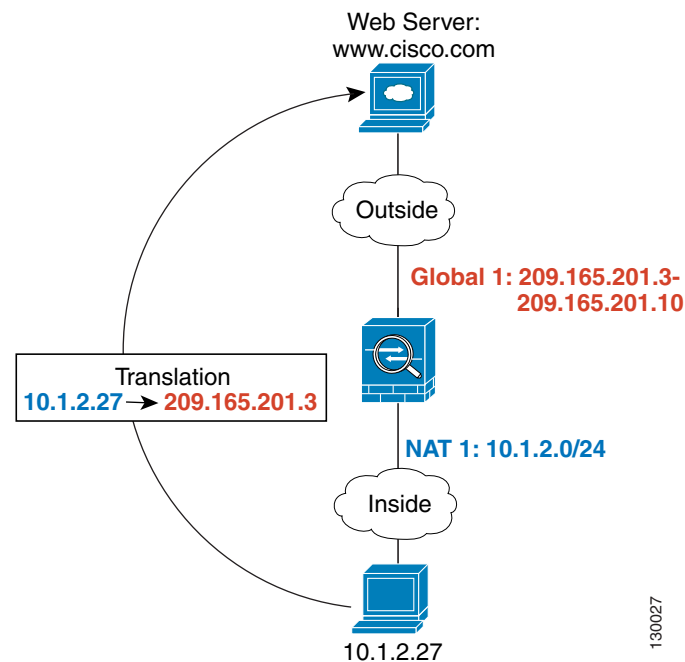 Web Server:
www.cisco.com
Outside
Global 1: 209.165.201.3-
209.165.201.10
Translation
10.1.2.27 209.165.201.3
NAT 1: 10.1.2.0/24
Inside
10.1.2.27
130027